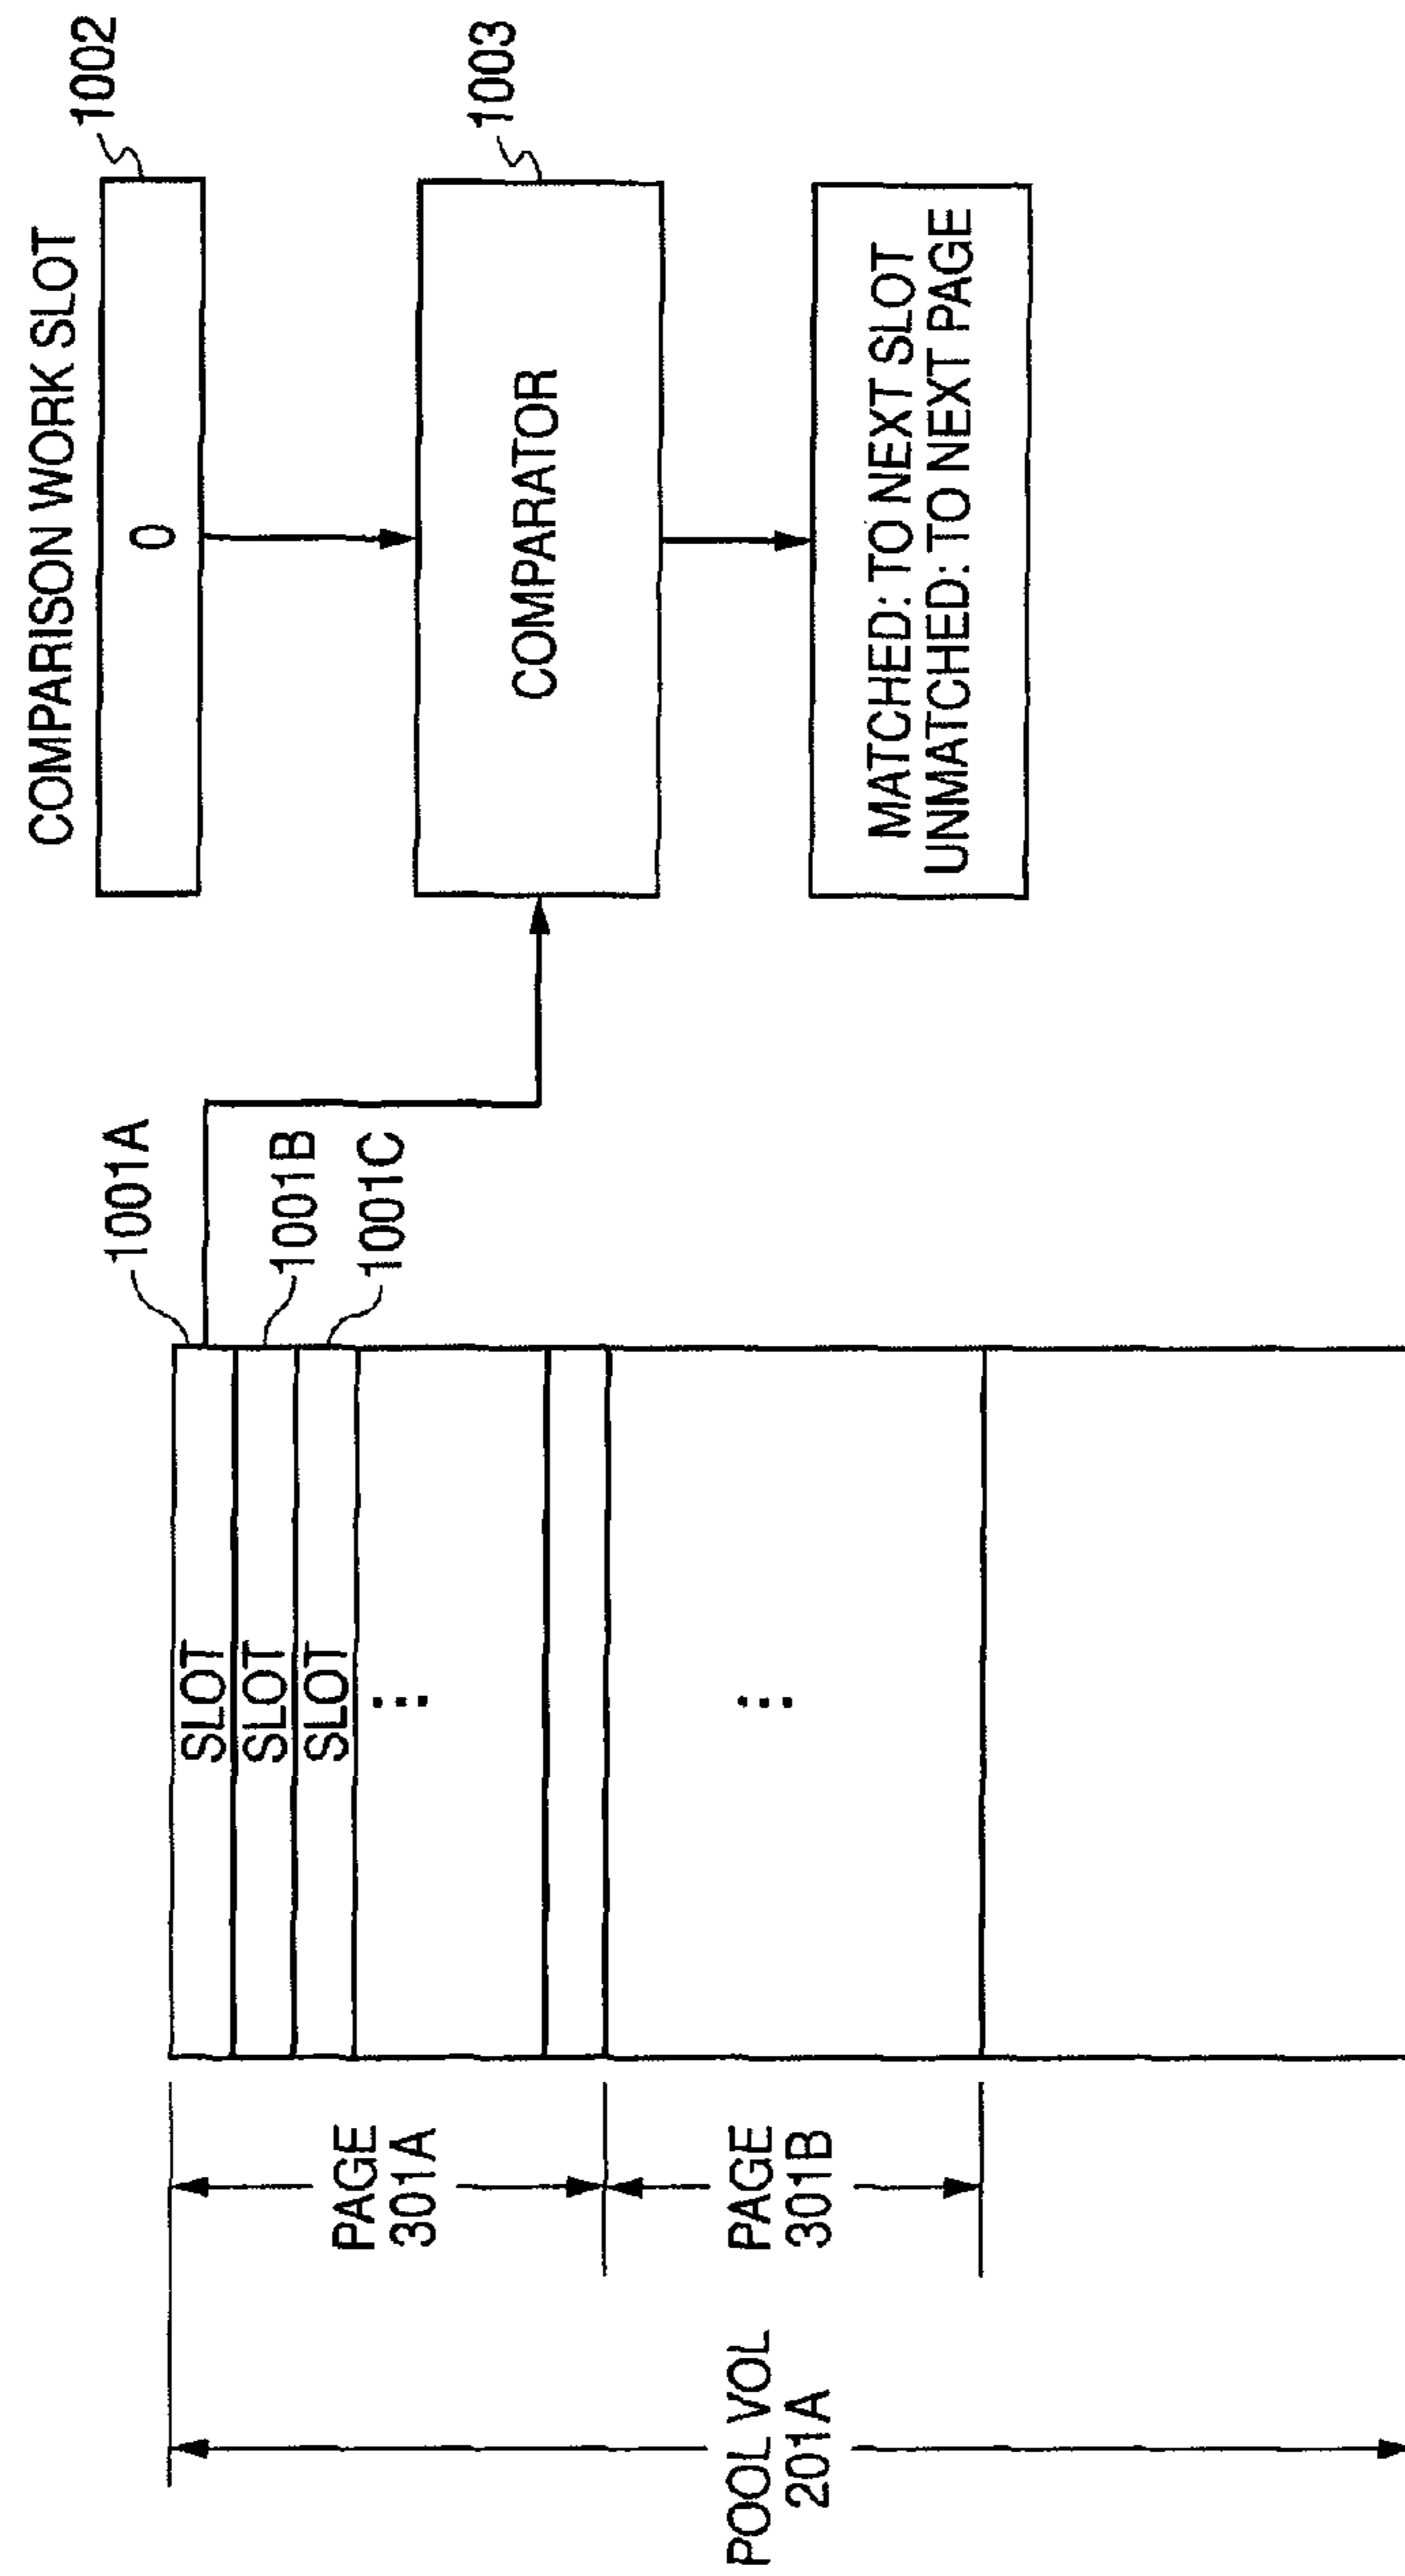 COMPARISON WORK SLOT
1002
0
COMPARATOR
1003
MATCHED: TO NEXT SLOT
UNMATCHED: TO NEXT PAGE
1001A
1001B
1001C
SLOT
SLOT
SLOT
PAGE
301A
PAGE
301B
POOL VOL
201A